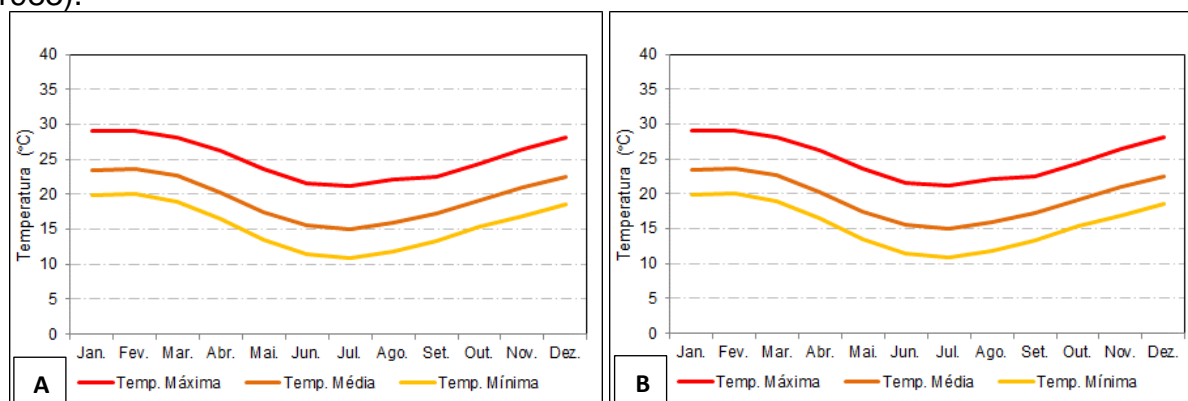 40
35
30
25
20
15
10
5
0
Temperatura (°C)
Jan. Fev. Mar. Abr. Mai. Jun. Jul. Ago. Set. Out. Nov. Dez.
A
Temp. Máxima Temp. Média Temp. Mínima
40
35
30
25
20
15
10
5
0
Temperatura (°C)
Jan. Fev. Mar. Abr. Mai. Jun. Jul. Ago. Set. Out. Nov. Dez.
B
Temp. Máxima Temp. Média Temp. Mínima